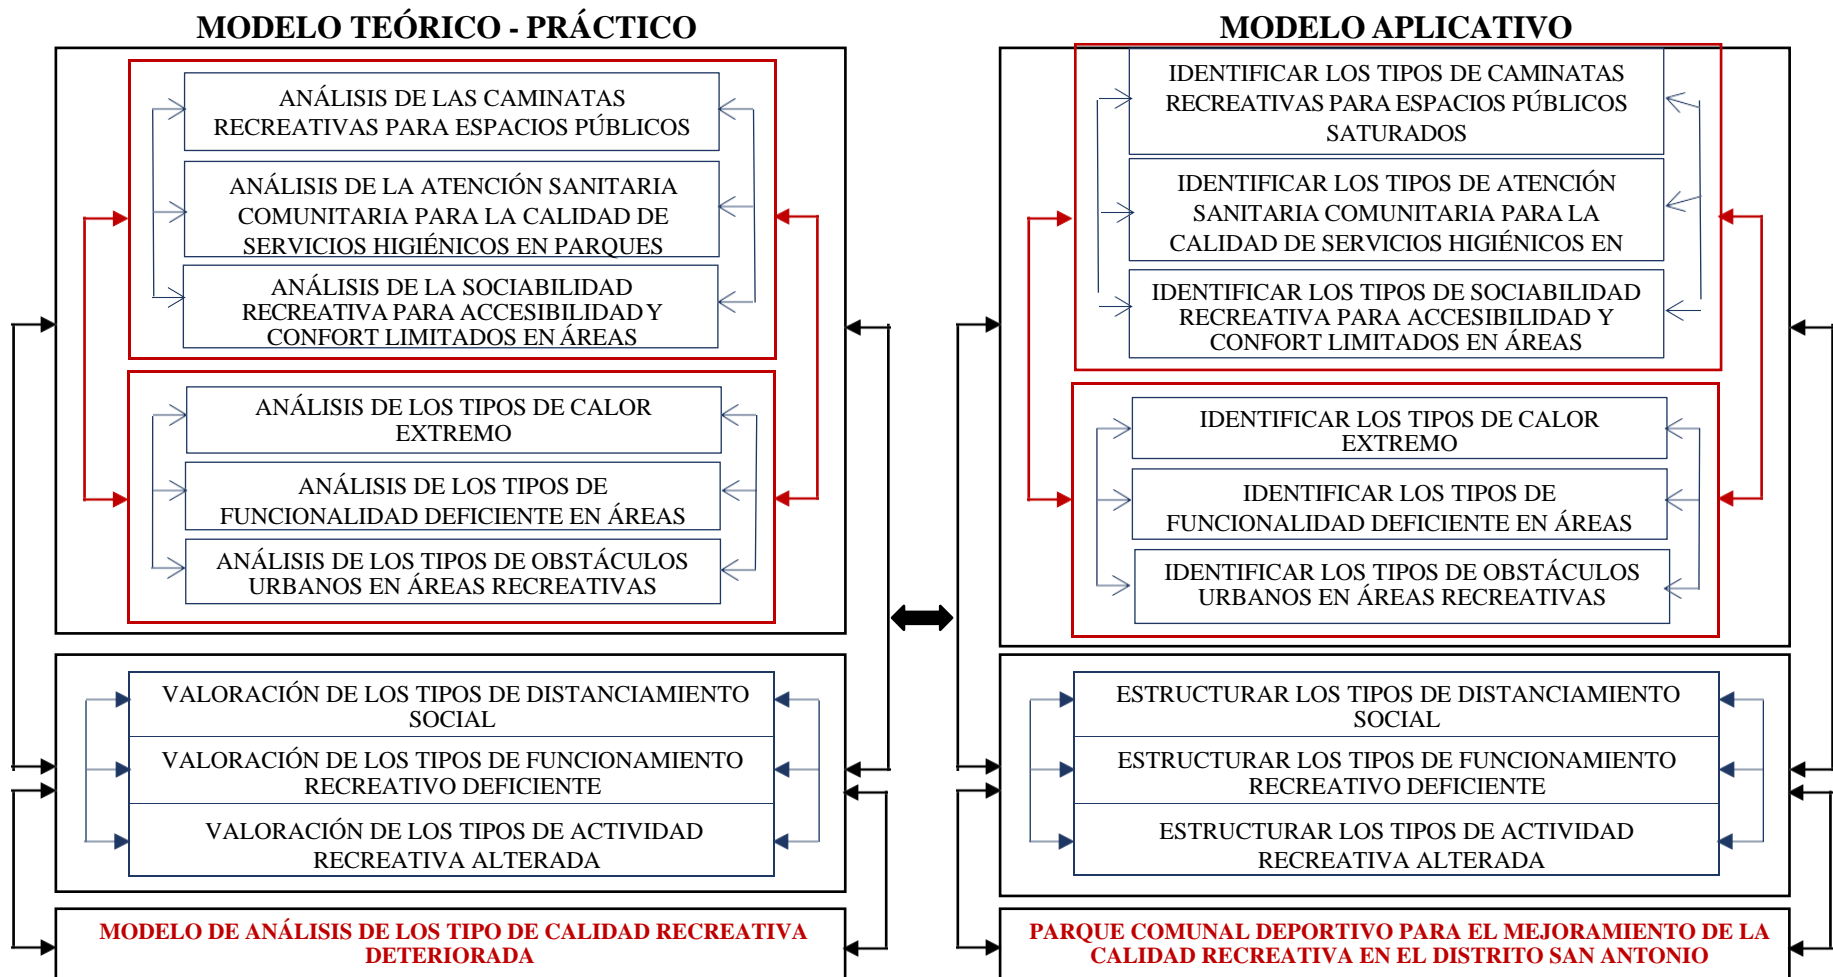 MODELO TEÓRICO - PRÁCTICO
ANÁLISIS DE LAS CAMINATAS
RECREATIVAS PARA ESPACIOS PÚBLICOS
ANÁLISIS DE LA ATENCIÓN SANITARIA
COMUNITARIA PARA LA CALIDAD DE
SERVICIOS HIGIÉNICOS EN PARQUES
ANÁLISIS DE LA SOCIABILIDAD
RECREATIVA PARA ACCESIBILIDAD Y
CONFORT LIMITADOS EN ÁREAS
ANÁLISIS DE LOS TIPOS DE CALOR
EXTREMO
ANÁLISIS DE LOS TIPOS DE
FUNCIONALIDAD DEFICIENTE EN ÁREAS
ANÁLISIS DE LOS TIPOS DE OBSTÁCULOS
URBANOS EN ÁREAS RECREATIVAS
VALORACIÓN DE LOS TIPOS DE DISTANCIAMIENTO
SOCIAL
VALORACIÓN DE LOS TIPOS DE FUNCIONAMIENTO
RECREATIVO DEFICIENTE
VALORACIÓN DE LOS TIPOS DE ACTIVIDAD
RECREATIVA ALTERADA
MODELO DE ANÁLISIS DE LOS TIPO DE CALIDAD RECREATIVA
DETERIORADA
MODELO APLICATIVO
IDENTIFICAR LOS TIPOS DE CAMINATAS
RECREATIVAS PARA ESPACIOS PÚBLICOS
SATURADOS
IDENTIFICAR LOS TIPOS DE ATENCIÓN
SANITARIA COMUNITARIA PARA LA
CALIDAD DE SERVICIOS HIGIÉNICOS EN
IDENTIFICAR LOS TIPOS DE SOCIABILIDAD
RECREATIVA PARA ACCESIBILIDAD Y
CONFORT LIMITADOS EN ÁREAS
IDENTIFICAR LOS TIPOS DE CALOR
EXTREMO
IDENTIFICAR LOS TIPOS DE
FUNCIONALIDAD DEFICIENTE EN ÁREAS
IDENTIFICAR LOS TIPOS DE OBSTÁCULOS
URBANOS EN ÁREAS RECREATIVAS
ESTRUCTURAR LOS TIPOS DE DISTANCIAMIENTO
SOCIAL
ESTRUCTURAR LOS TIPOS DE FUNCIONAMIENTO
RECREATIVO DEFICIENTE
ESTRUCTURAR LOS TIPOS DE ACTIVIDAD
RECREATIVA ALTERADA
PARQUE COMUNAL DEPORTIVO PARA EL MEJORAMIENTO DE LA
CALIDAD RECREATIVA EN EL DISTRITO SAN ANTONIO